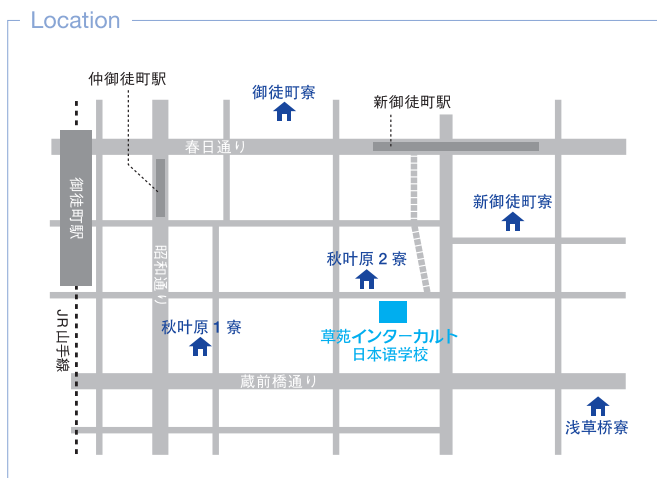 Location
仲御徒町駅
御徒町寮
新御徒町駅
春日通り
御徒町駅
新御徒町寮
昭和通り
秋叶原2寮
JR山手線
秋叶原1寮
草苑インターカルト
日本语学校
蔵前橋通り
浅草桥寮